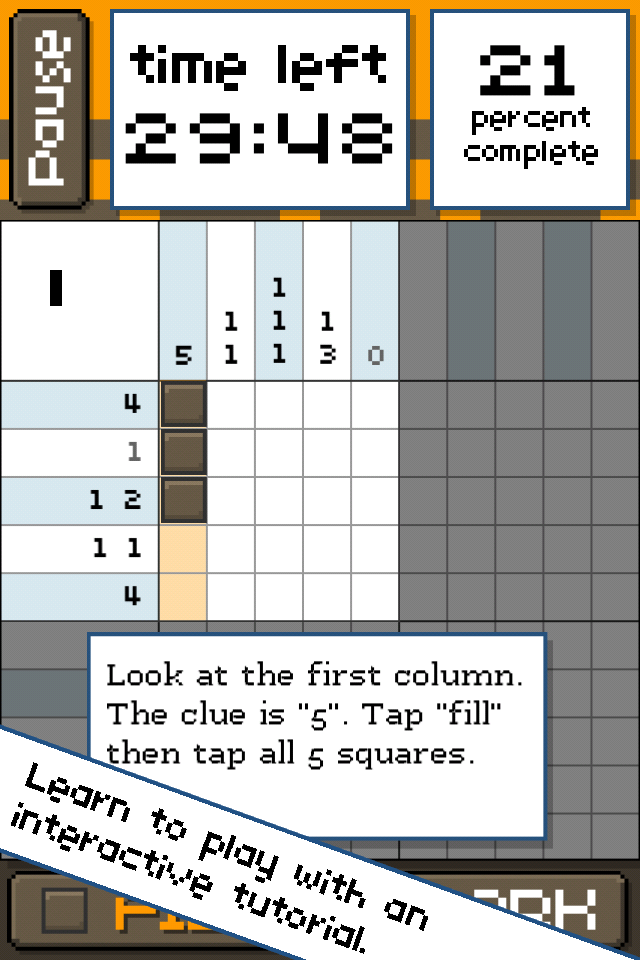 Pause
time left
29:48
21
percent
complete
1
1 1 1
5 1 1 3 0
4
1
1 2
1 1
4
Look at the first column.
The clue is "5". Tap "fill"
then tap all 5 squares.
Learn to play with an
interactive tutorial.